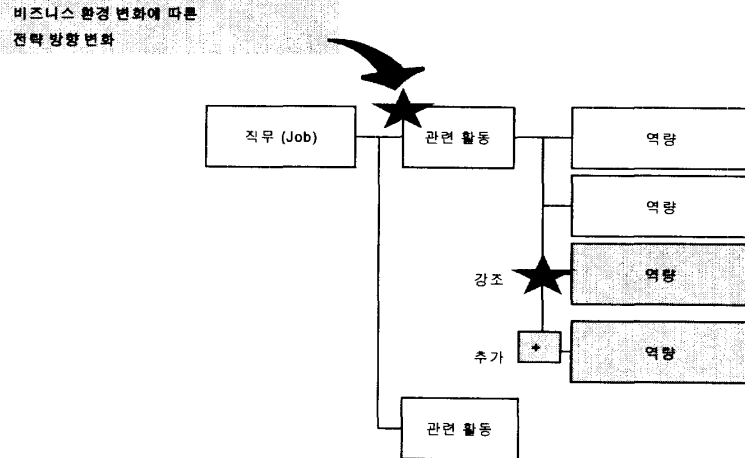 비즈니스 환경 변화에 따른
전략 방향 변화
직무 (Job)
관련 활동
역량
역량
강조
역량
추가
+
역량
관련 활동